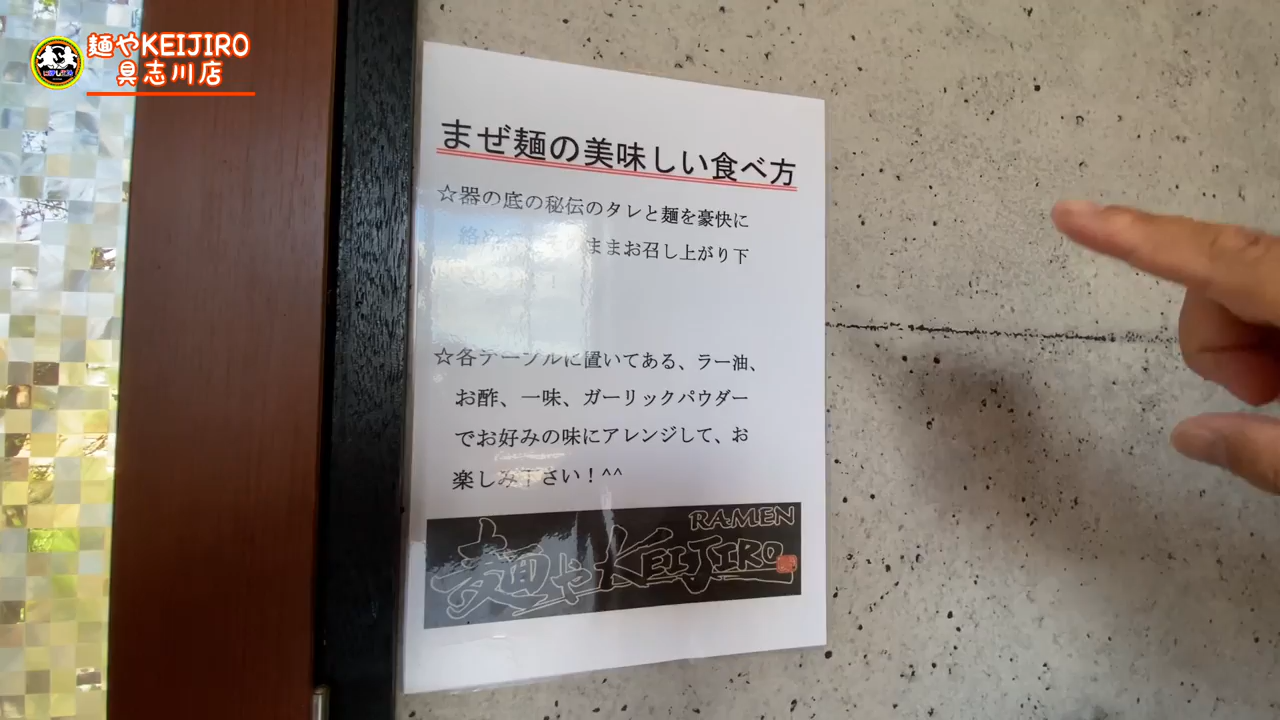 麺やKEIJIRO
具志川店
まぜ麺の美味しい食べ方
☆器の底の秘伝のタレと麺を豪快に
絡め ままお召し上がり下
!
☆各テーブルに置いてある、ラー油、
お酢、一味、ガーリックパウダー
でお好みの味にアレンジして、お
楽しみ下さい!^^
RAMEN
麺やKEIJIRO